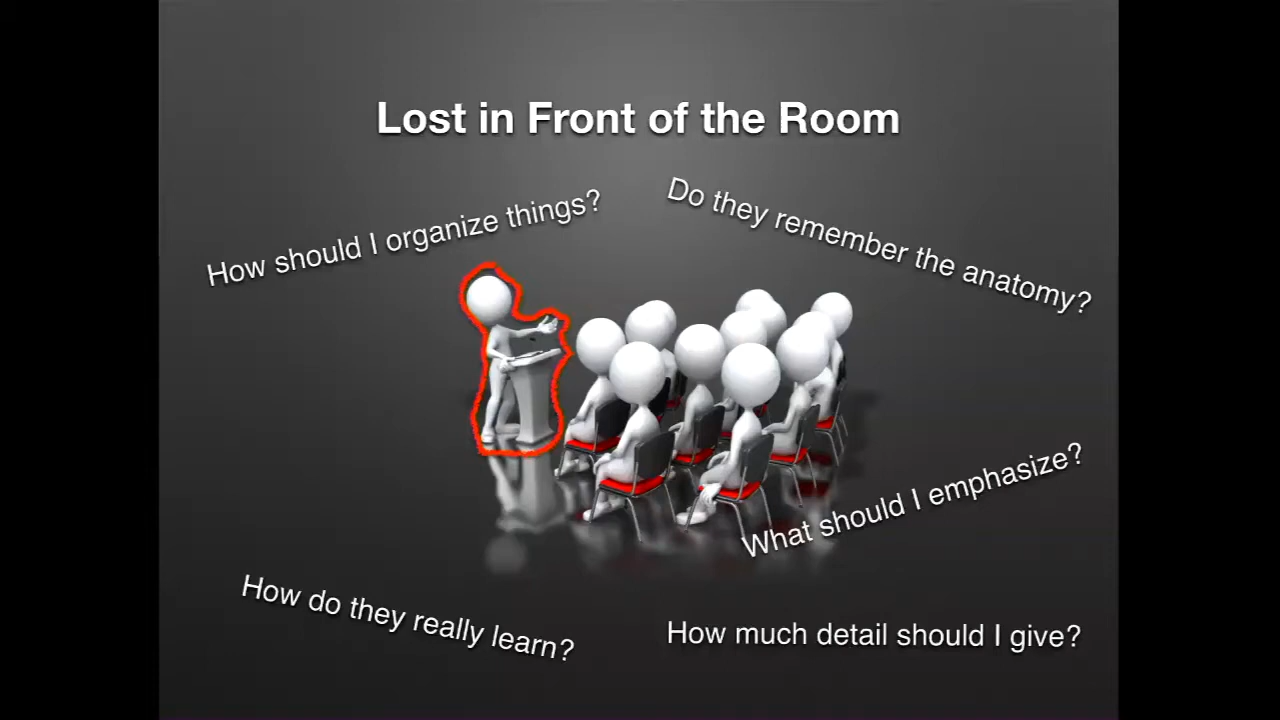 Lost in Front of the Room
How should I organize things?
Do they remember the anatomy?
What should I emphasize?
How do they really learn?
How much detail should I give?